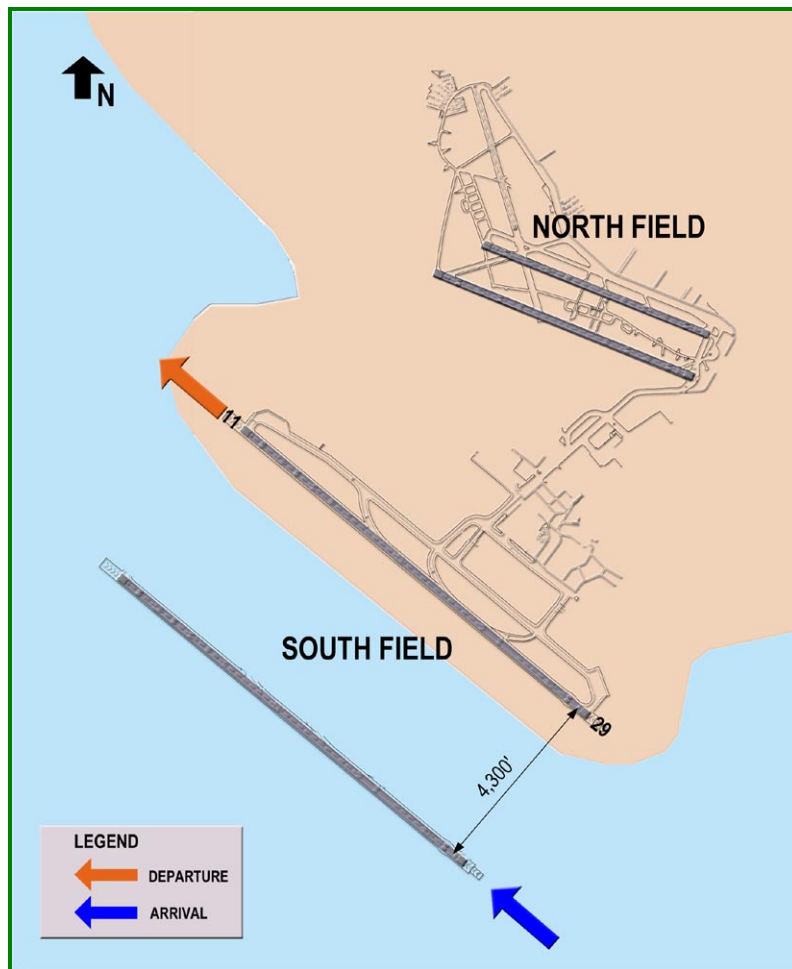 N
NORTH FIELD
11
SOUTH FIELD
29
4,300'
LEGEND
DEPARTURE
ARRIVAL